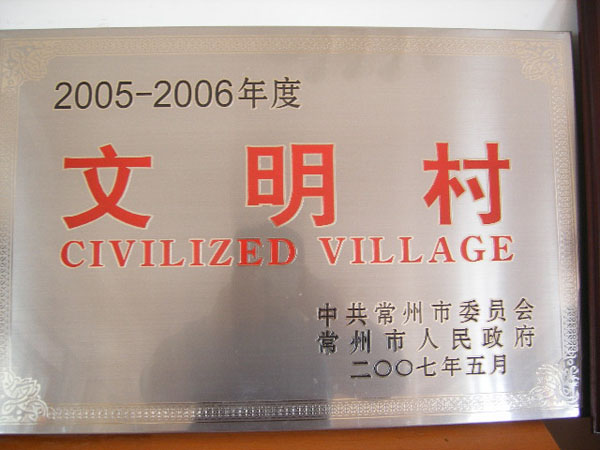 2005-2006年度
文明村
CIVILIZED VILLAGE
中共常州市委员会
常州市人民政府
二〇〇七年五月